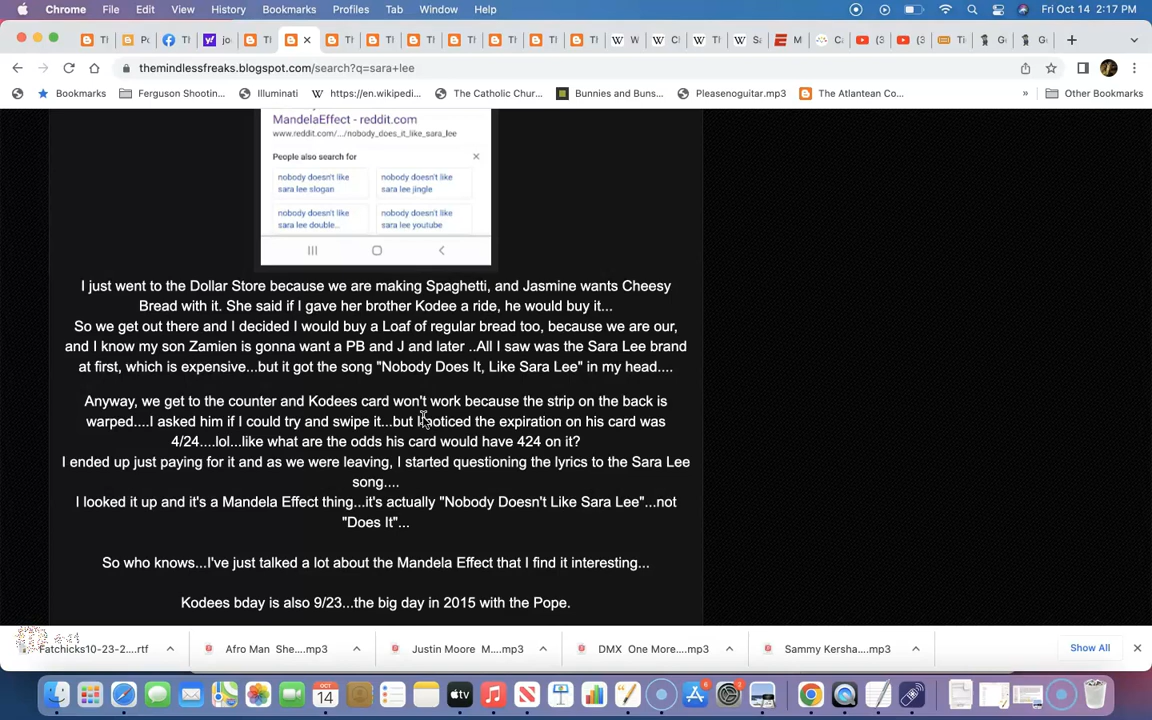 Chrome File Edit View History Bookmarks Profiles Tab Window Help Fri Oct 14 2:17 PM
themindlessfreaks.blogspot.com/search?q=sara+lee
Bookmarks Ferguson Shootin... Illuminati https://en.wikipedi... The Catholic Chur... Bunnies and Buns... Pleasenoguitar.mp3 The Atlantean Co... » Other Bookmarks
MandelaEffect - reddit.com
www.reddit.com/.../nobody_does_it_like_sara_lee
People also search for
nobody doesn't like nobody doesn't like
sara lee slogan sara lee jingle
nobody doesn't like nobody doesn't like
sara lee double... sara lee youtube
I just went to the Dollar Store because we are making Spaghetti, and Jasmine wants Cheesy
Bread with it. She said if I gave her brother Kodee a ride, he would buy it...
So we get out there and I decided I would buy a Loaf of regular bread too, because we are our,
and I know my son Zamien is gonna want a PB and J and later ..All I saw was the Sara Lee brand
at first, which is expensive...but it got the song "Nobody Does It, Like Sara Lee" in my head....
Anyway, we get to the counter and Kodees card won't work because the strip on the back is
warped....I asked him if I could try and swipe it...but I noticed the expiration on his card was
4/24....lol...like what are the odds his card would have 424 on it?
I ended up just paying for it and as we were leaving, I started questioning the lyrics to the Sara Lee
song....
I looked it up and it's a Mandela Effect thing...it's actually "Nobody Doesn't Like Sara Lee"...not
"Does It"...
So who knows...I've just talked a lot about the Mandela Effect that I find it interesting...
Kodees bday is also 9/23...the big day in 2015 with the Pope.
Fatchicks10-23-2....rtf Afro Man She....mp3 Justin Moore M....mp3 DMX One More....mp3 Sammy Kersha....mp3 Show All